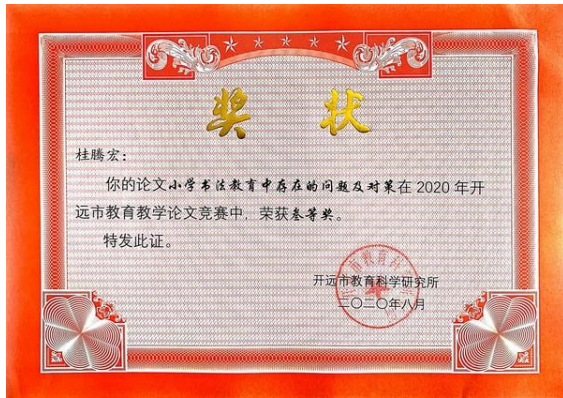 奖状
桂腾宏：
你的论文小学书法教育中存在的问题及对策在2020年开
远市教育教学论文竞赛中，荣获叁等奖。
特发此证。
开远市教育科学研究所
二〇二〇年八月